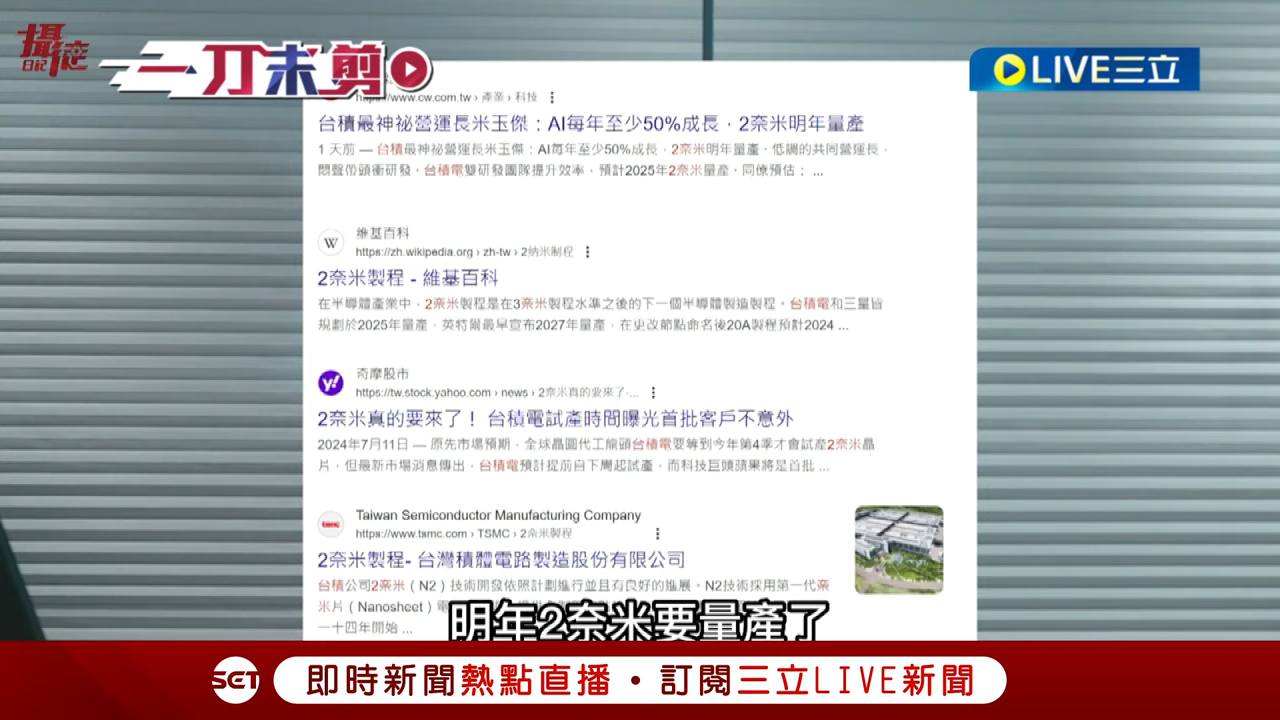 攝徒日記
一刀未剪
LIVE三立
https://www.cw.com.tw › 產業 › 科技
台積最神祕營運長米玉傑：AI每年至少50%成長，2奈米明年量產
1 天前 — 台積最神祕營運長米玉傑：AI每年至少50%成長，2奈米明年量產．低調的共同營運長，
悶聲帶頭衝研發．台積電雙研發團隊提升效率，預計2025年2奈米量產．同僚預估： ...
W
維基百科
https://zh.wikipedia.org › zh-tw › 2納米制程
2奈米製程 - 維基百科
在半導體產業中，2奈米製程是在3奈米製程水準之後的下一個半導體製造製程。台積電和三星皆
規劃於2025年量產，英特爾最早宣布2027年量產，在更改節點命名後20A製程預計2024 ...
y!
奇摩股市
https://tw.stock.yahoo.com › news › 2奈米真的要來了-...
2奈米真的要來了！ 台積電試產時間曝光首批客戶不意外
2024年7月11日 — 原先市場預期，全球晶圓代工龍頭台積電要等到今年第4季才會試產2奈米晶
片，但最新市場消息傳出，台積電預計提前自下周起試產，而科技巨頭蘋果將是首批 ...
tsmc
Taiwan Semiconductor Manufacturing Company
https://www.tsmc.com › TSMC › 2奈米製程
2奈米製程- 台灣積體電路製造股份有限公司
台積公司2奈米（N2）技術開發依照計劃進行並且有良好的進展。N2技術採用第一代奈
米片（Nanosheet）電
一十四年開始 ...
明年2奈米要量產了
SET 即時新聞熱點直播・訂閱三立LIVE新聞